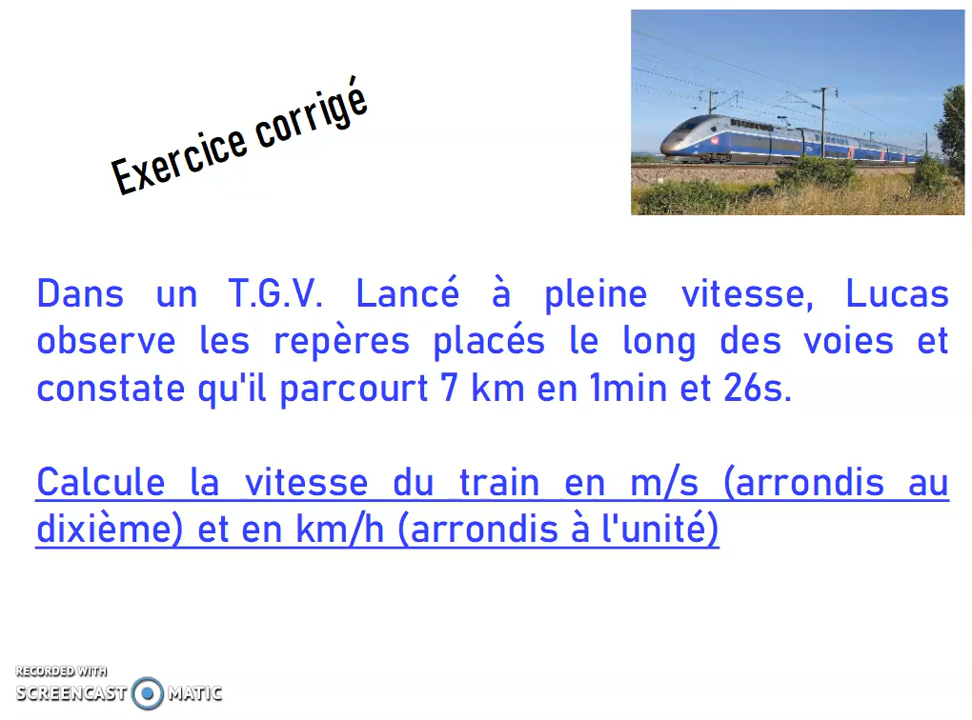 Exercice corrigé
Dans un T.G.V. Lancé à pleine vitesse, Lucas
observe les repères placés le long des voies et
constate qu'il parcourt 7 km en 1min et 26s.
Calcule la vitesse du train en m/s (arrondis au
dixième) et en km/h (arrondis à l'unité)
RECORDED WITH
SCREENCAST MATIC